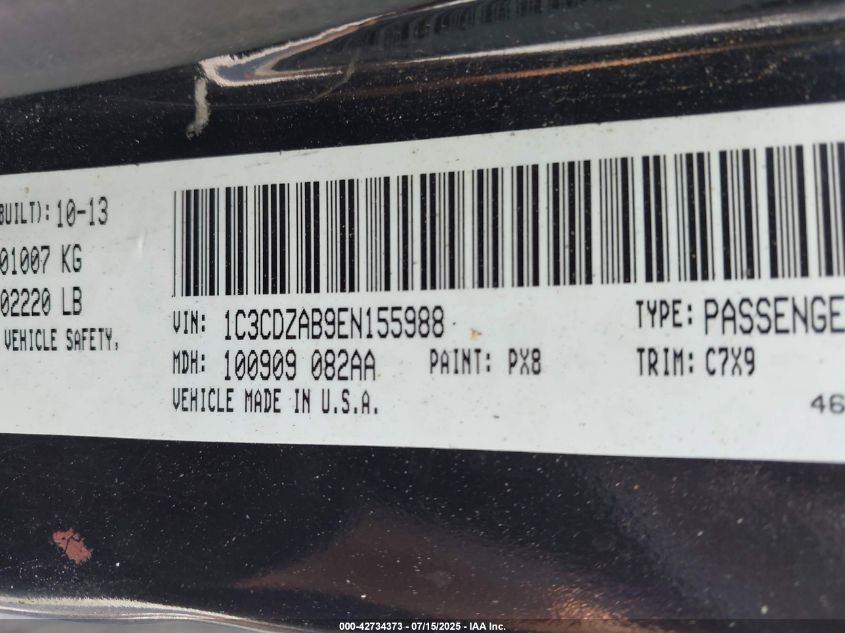 BUILT): 10-13
01007 KG
02220 LB
VEHICLE SAFETY,
VIN: 1C3CDZAB9EN155988
TYPE: PASSENGE
MDH: 100909 082AA
PAINT: PX8
TRIM: C7X9
VEHICLE MADE IN U.S.A.
46
000-42734373 - 07/15/2025 - IAA Inc.